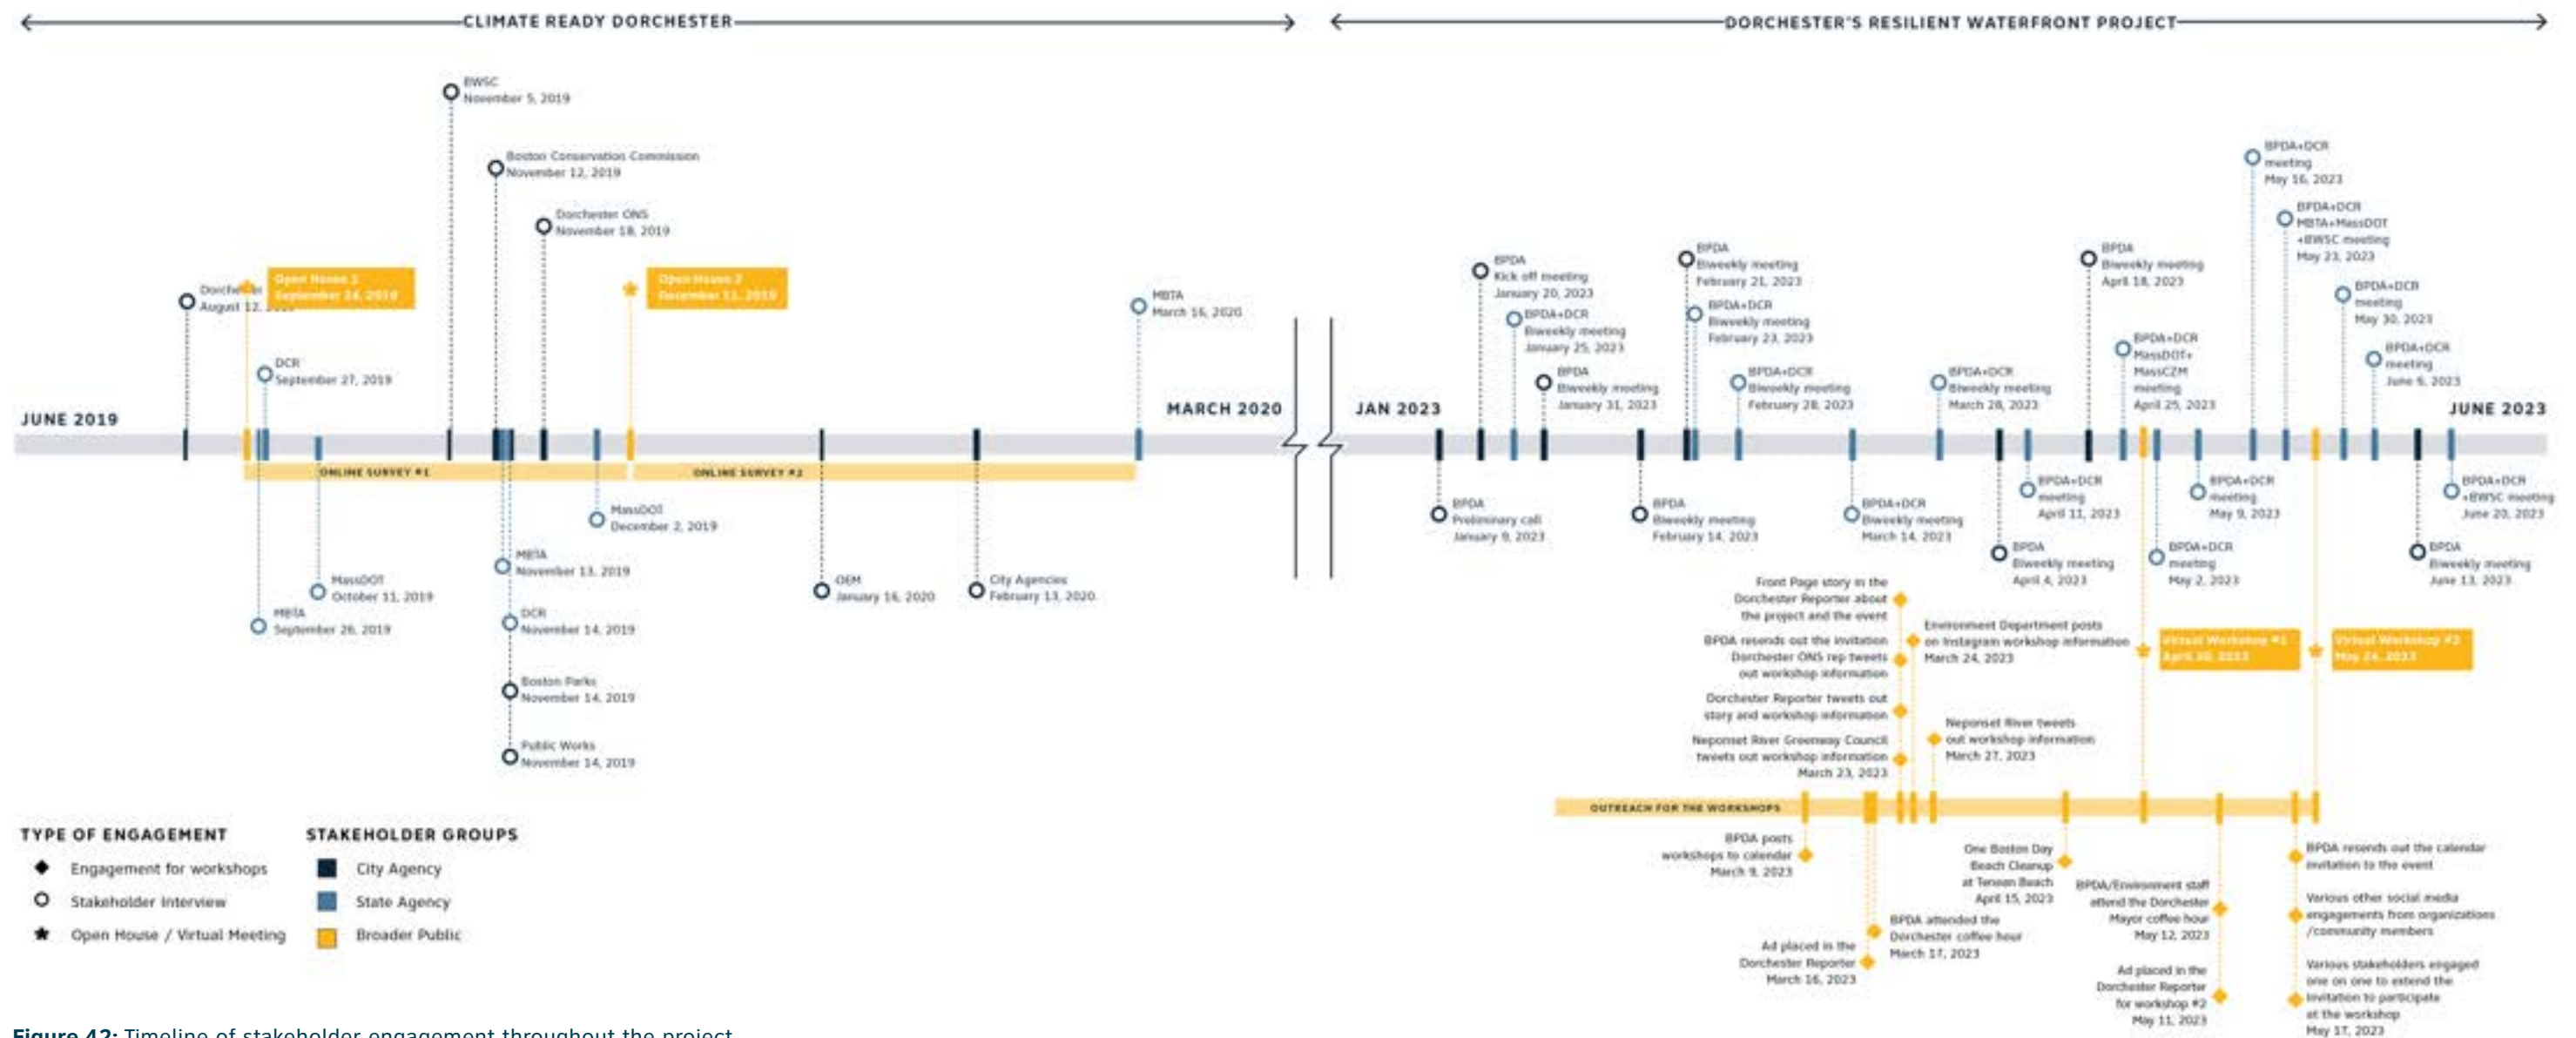 CLIMATE READY DORCHESTER
DORCHESTER'S RESILIENT WATERFRONT PROJECT
BWSC
November 5, 2019
Boston Conservation Commission
November 12, 2019
Dorchester ONS
November 18, 2019
August 12,
Open House 1
September 24, 2019
Open House 2
December 11, 2019
DCR
September 27, 2019
MBTA
March 16, 2020
JUNE 2019
MARCH 2020
ONLINE SURVEY #1
ONLINE SURVEY #2
MassDOT
December 2, 2019
MBTA
November 13, 2019
MassDOT
October 11, 2019
MBTA
September 26, 2019
DCR
November 14, 2019
Boston Parks
November 14, 2019
Public Works
November 14, 2019
OEM
January 16, 2020
City Agencies
February 13, 2020
BPDA
Kick off meeting
January 20, 2023
BPDA+DCR
Biweekly meeting
January 25, 2023
BPDA
Biweekly meeting
January 31, 2023
BPDA
Biweekly meeting
February 21, 2023
BPDA+DCR
Biweekly meeting
February 23, 2023
BPDA+DCR
Biweekly meeting
February 28, 2023
BPDA+DCR
Biweekly meeting
March 28, 2023
BPDA
Biweekly meeting
April 18, 2023
BPDA+DCR
MassDOT+
MassCZM
meeting
April 25, 2023
BPDA+DCR
meeting
May 16, 2023
BPDA+DCR
MBTA+MassDOT
+BWSC meeting
May 23, 2023
BPDA+DCR
meeting
May 30, 2023
BPDA+DCR
meeting
June 6, 2023
JAN 2023
JUNE 2023
BPDA
Preliminary call
January 9, 2023
BPDA
Biweekly meeting
February 14, 2023
BPDA+DCR
Biweekly meeting
March 14, 2023
BPDA
Biweekly meeting
April 4, 2023
BPDA+DCR
meeting
April 11, 2023
BPDA+DCR
meeting
May 2, 2023
BPDA+DCR
meeting
May 9, 2023
BPDA
Biweekly meeting
June 13, 2023
BPDA+DCR
+BWSC meeting
June 20, 2023
Front Page story in the
Dorchester Reporter about
the project and the event
BPDA resends out the invitation
Dorchester ONS rep tweets
out workshop information
Dorchester Reporter tweets out
story and workshop information
Neponset River Greenway Council
tweets out workshop information
March 23, 2023
Environment Department posts
on Instagram workshop information
March 24, 2023
Neponset River tweets
out workshop information
March 27, 2023
Virtual Workshop
2023
Virtual Workshop #2
May 24, 2023
OUTREACH FOR THE WORKSHOPS
BPDA posts
workshops to calendar
March 9, 2023
Ad placed in the
Dorchester Reporter
March 16, 2023
BPDA attended the
Dorchester coffee hour
March 17, 2023
One Boston Day
Beach Cleanup
at Tenean Beach
April 15, 2023
BPDA/Environment staff
attend the Dorchester
Mayor coffee hour
May 12, 2023
Ad placed in the
Dorchester Reporter
for workshop #2
May 11, 2023
BPDA resends out the calendar
invitation to the event
Various other social media
engagements from organizations
/community members
Various stakeholders engaged
one on one to extend the
invitation to participate
at the workshop
May 17, 2023
TYPE OF ENGAGEMENT
Engagement for workshops
Stakeholder Interview
Open House / Virtual Meeting
STAKEHOLDER GROUPS
City Agency
State Agency
Broader Public
Figure 42: Timeline of stakeholder engagement throughout the project